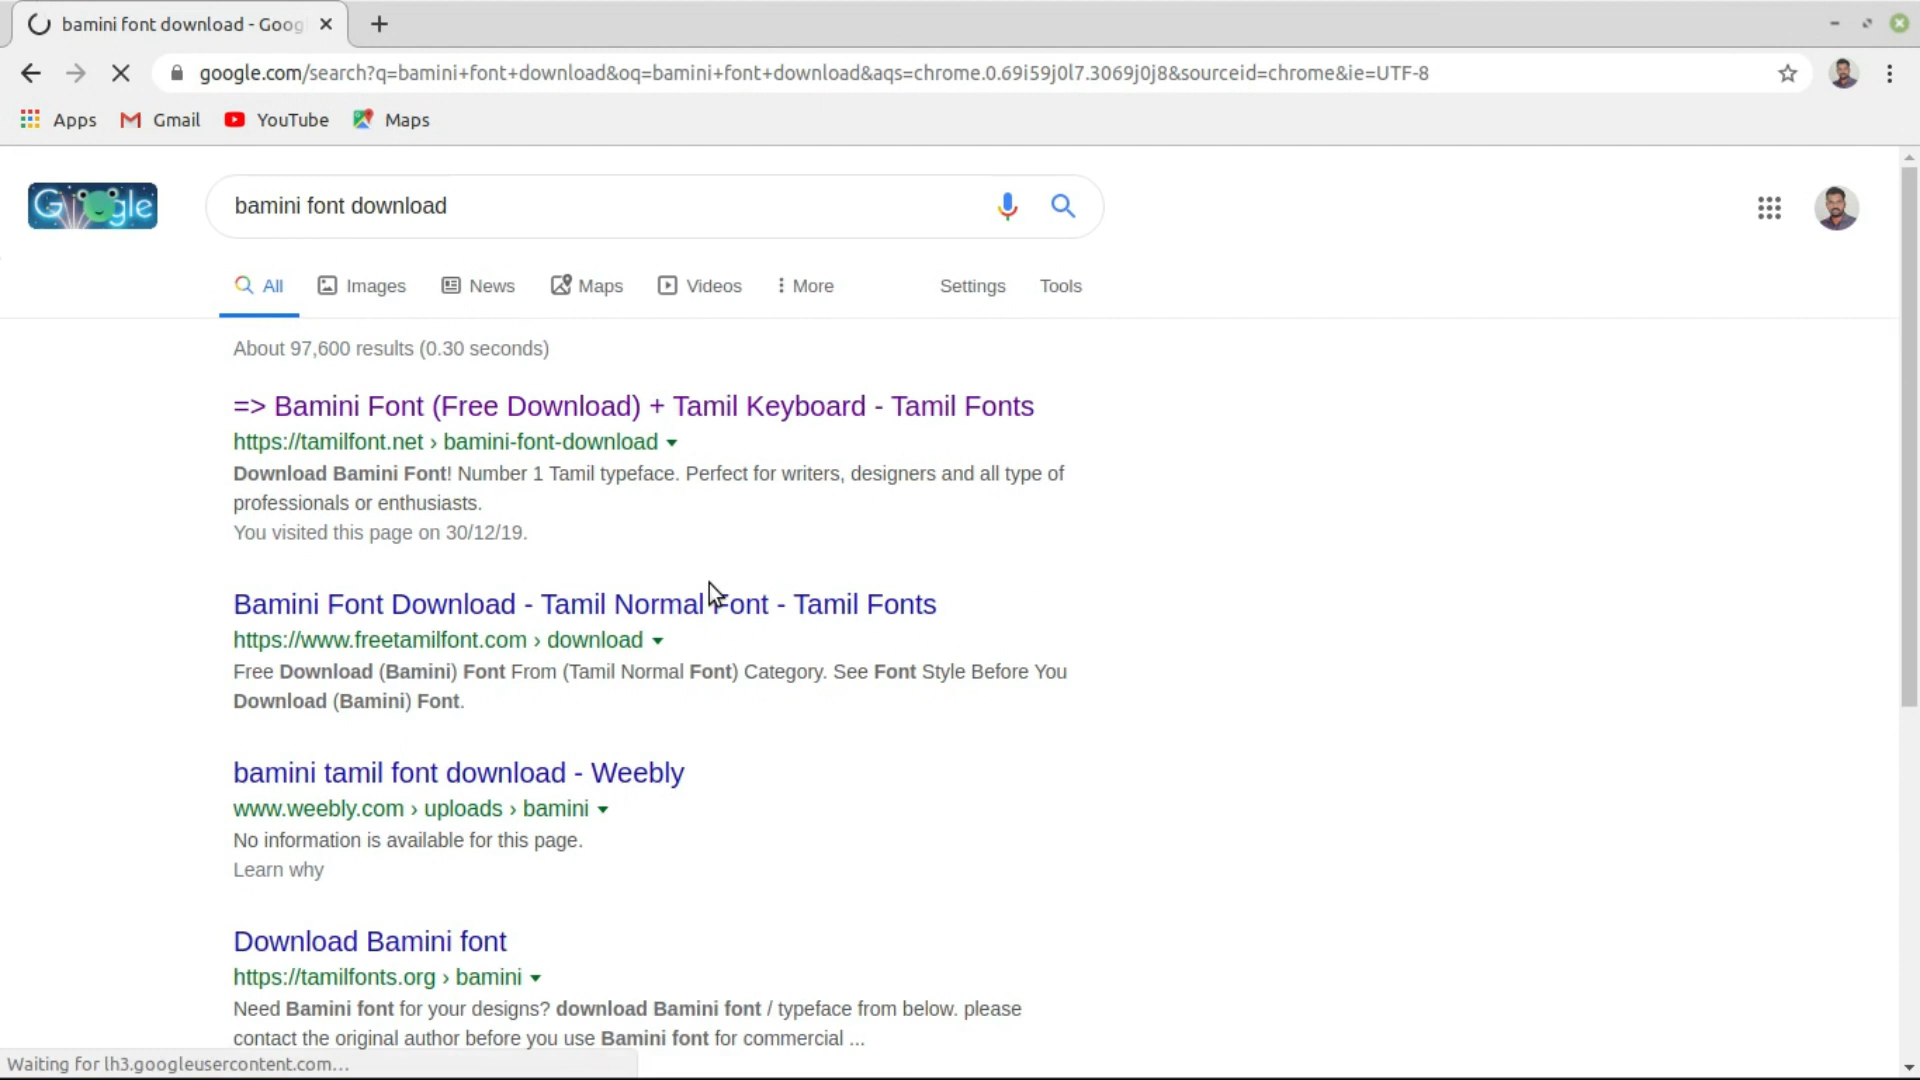 bamini font download - Goog
google.com/search?q=bamini+font+download&oq=bamini+font+download&aqs=chrome.0.69i59j0l7.3069j0j8&sourceid=chrome&ie=UTF-8
Apps Gmail YouTube Maps
Google
bamini font download
All Images News Maps Videos More Settings Tools
About 97,600 results (0.30 seconds)
=> Bamini Font (Free Download) + Tamil Keyboard - Tamil Fonts
https://tamilfont.net › bamini-font-download
Download Bamini Font! Number 1 Tamil typeface. Perfect for writers, designers and all type of
professionals or enthusiasts.
You visited this page on 30/12/19.
Bamini Font Download - Tamil Normal Font - Tamil Fonts
https://www.freetamilfont.com › download
Free Download (Bamini) Font From (Tamil Normal Font) Category. See Font Style Before You
Download (Bamini) Font.
bamini tamil font download - Weebly
www.weebly.com › uploads › bamini
No information is available for this page.
Learn why
Download Bamini font
https://tamilfonts.org › bamini
Need Bamini font for your designs? download Bamini font / typeface from below. please
contact the original author before you use Bamini font for commercial ...
Waiting for lh3.googleusercontent.com...